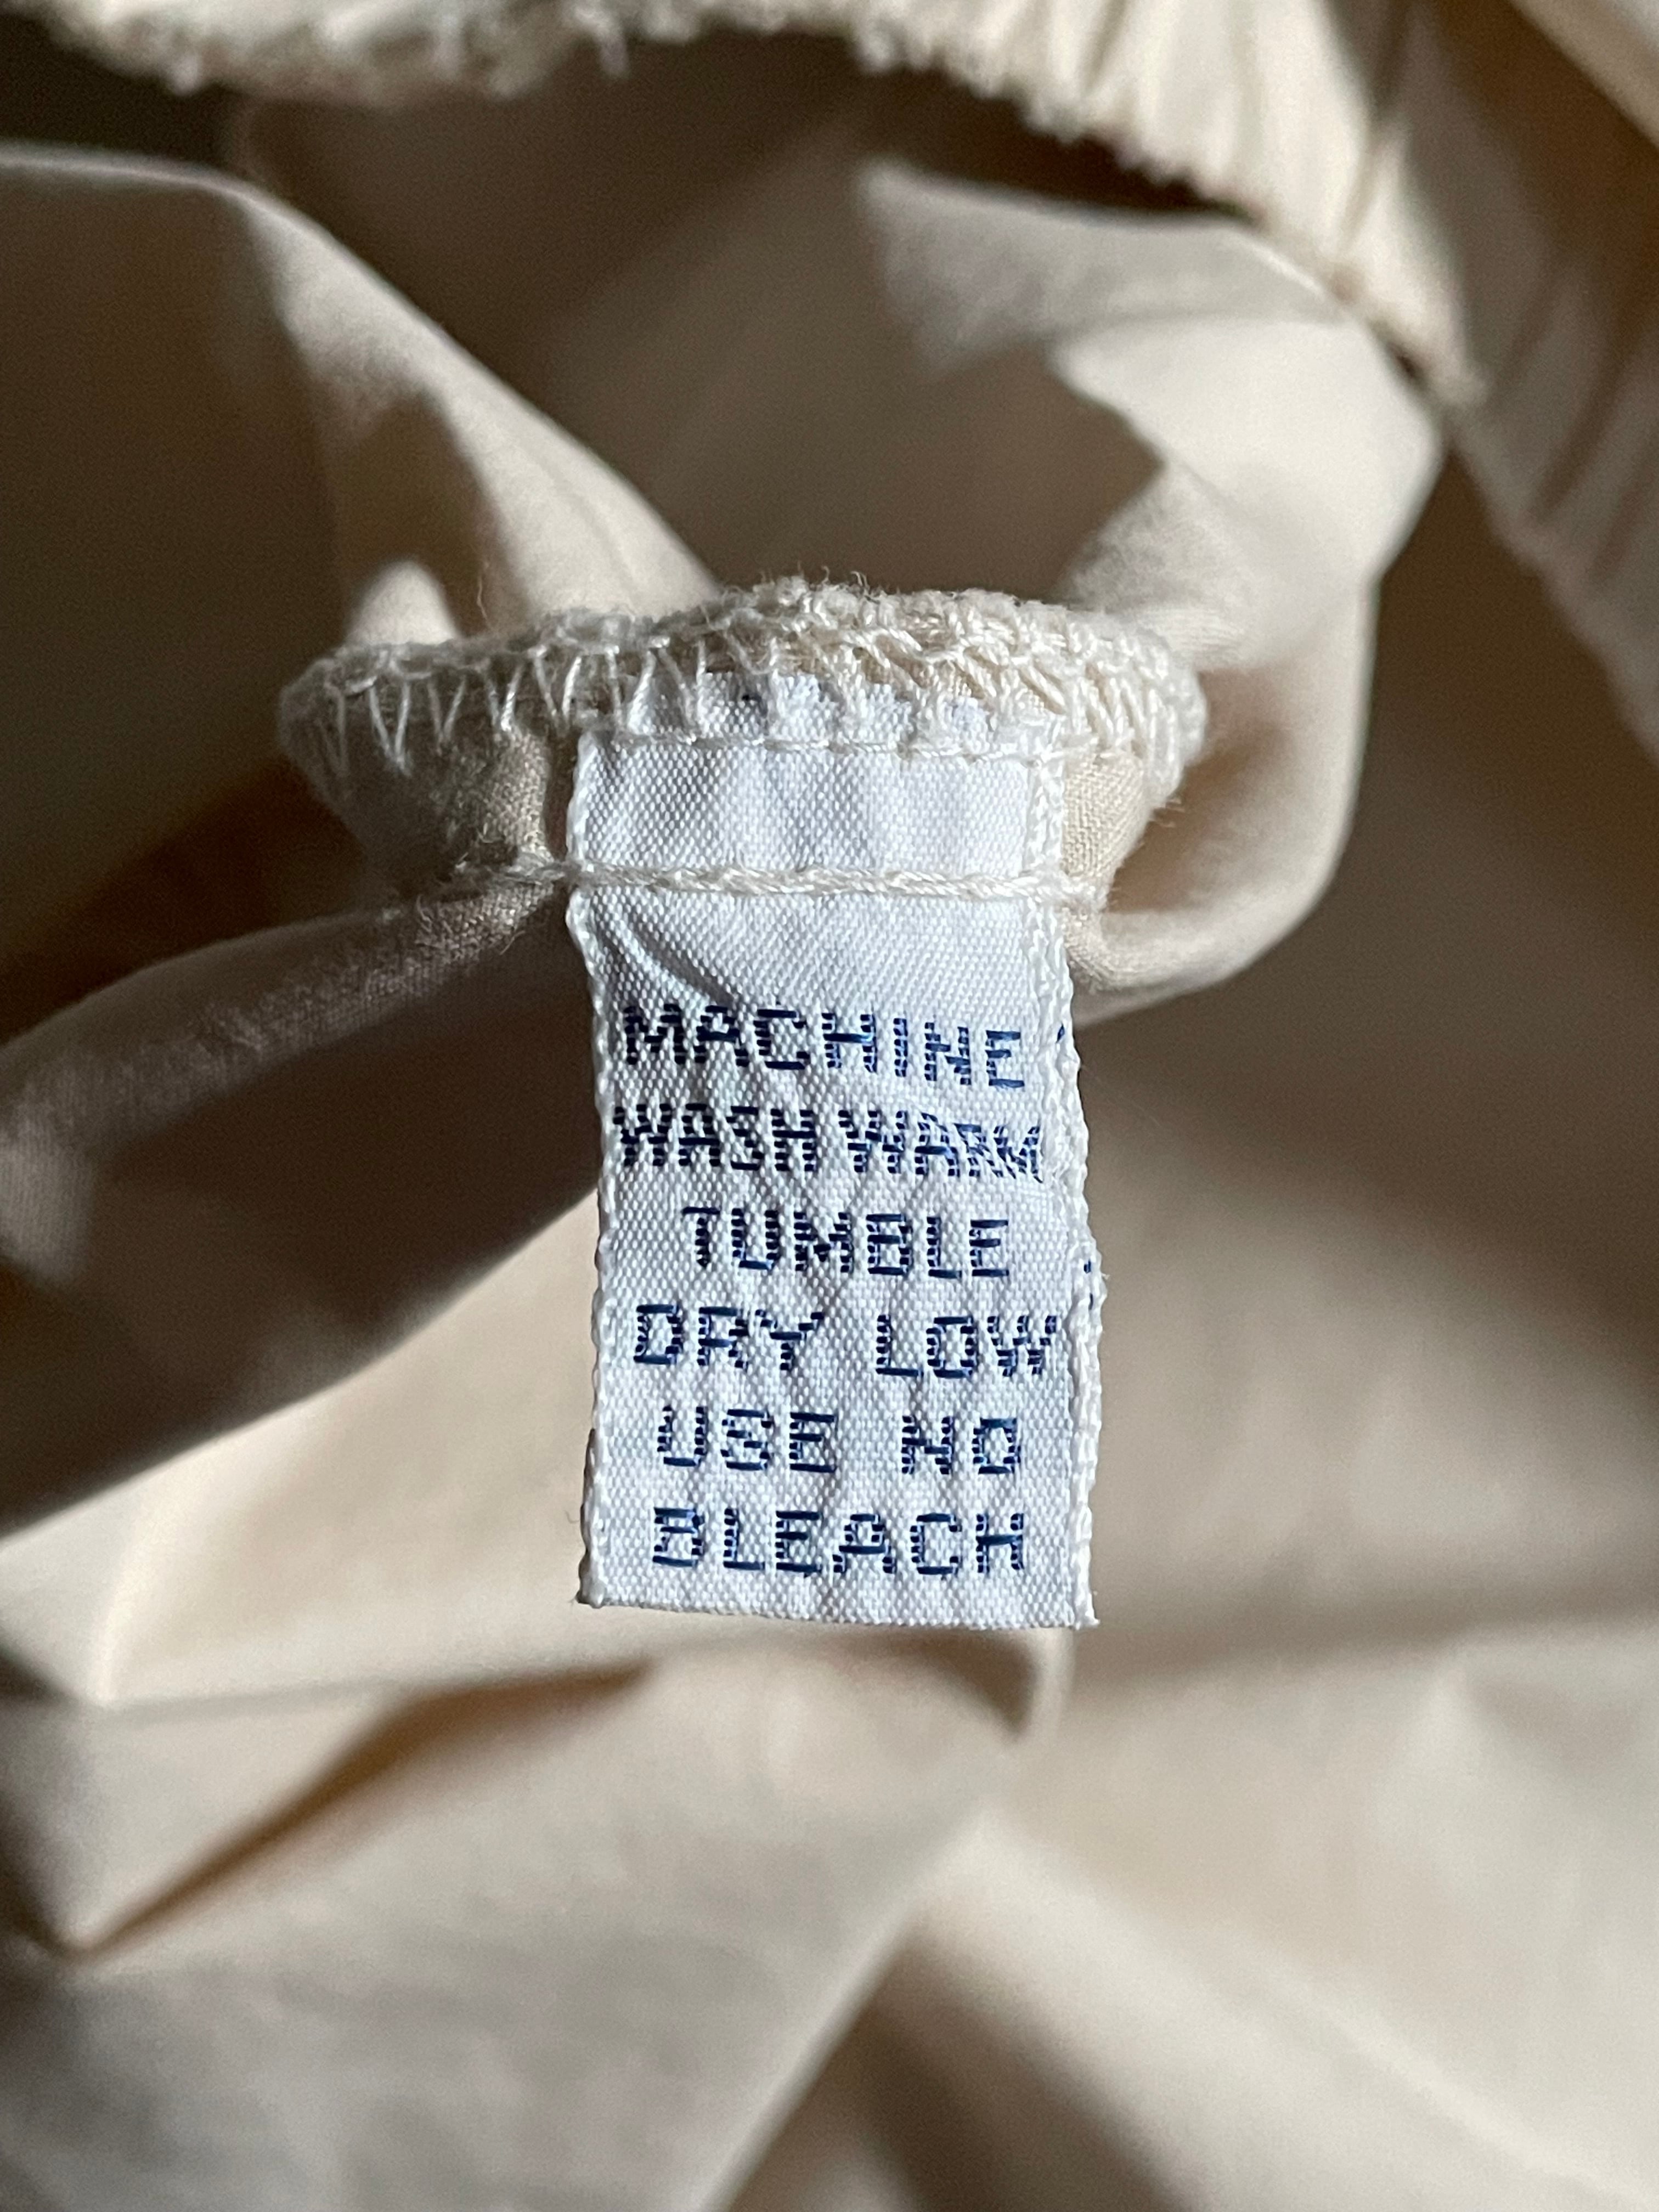 MACHINE
WASH WARM
TUMBLE
DRY LOW
USE NO
BLEACH